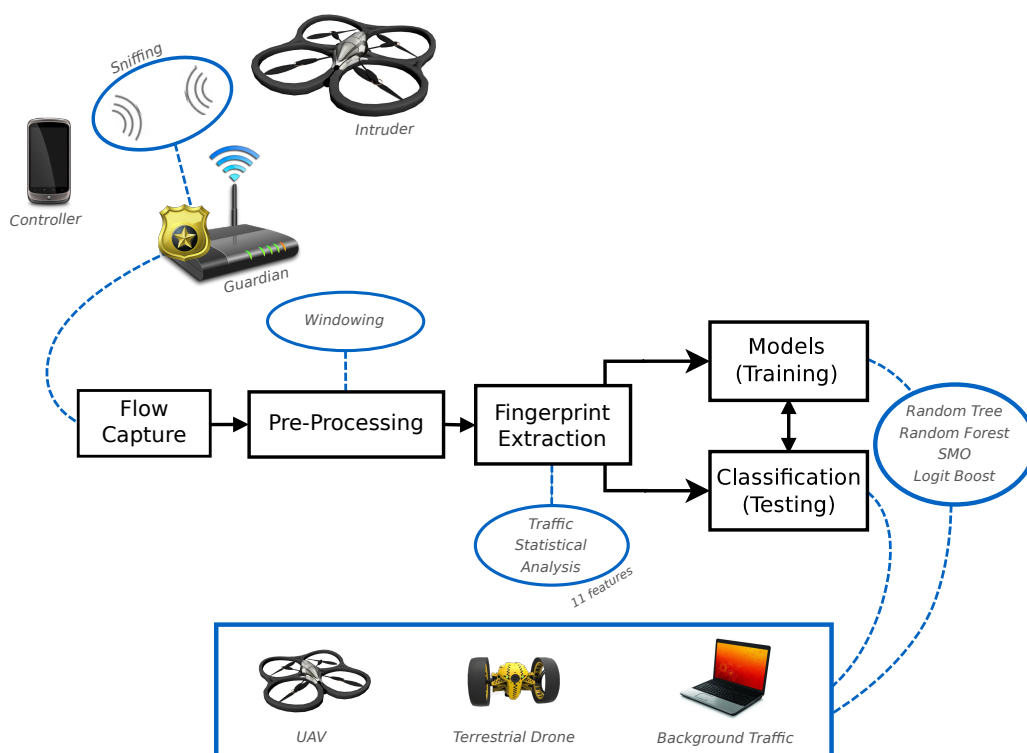 Sniffing
Intruder
Controller
Guardian
Windowing
Flow
Capture
Pre-Processing
Fingerprint
Extraction
Models
(Training)
Classification
(Testing)
Random Tree
Random Forest
SMO
Logit Boost
Traffic
Statistical
Analysis
11 features
UAV
Terrestrial Drone
Background Traffic